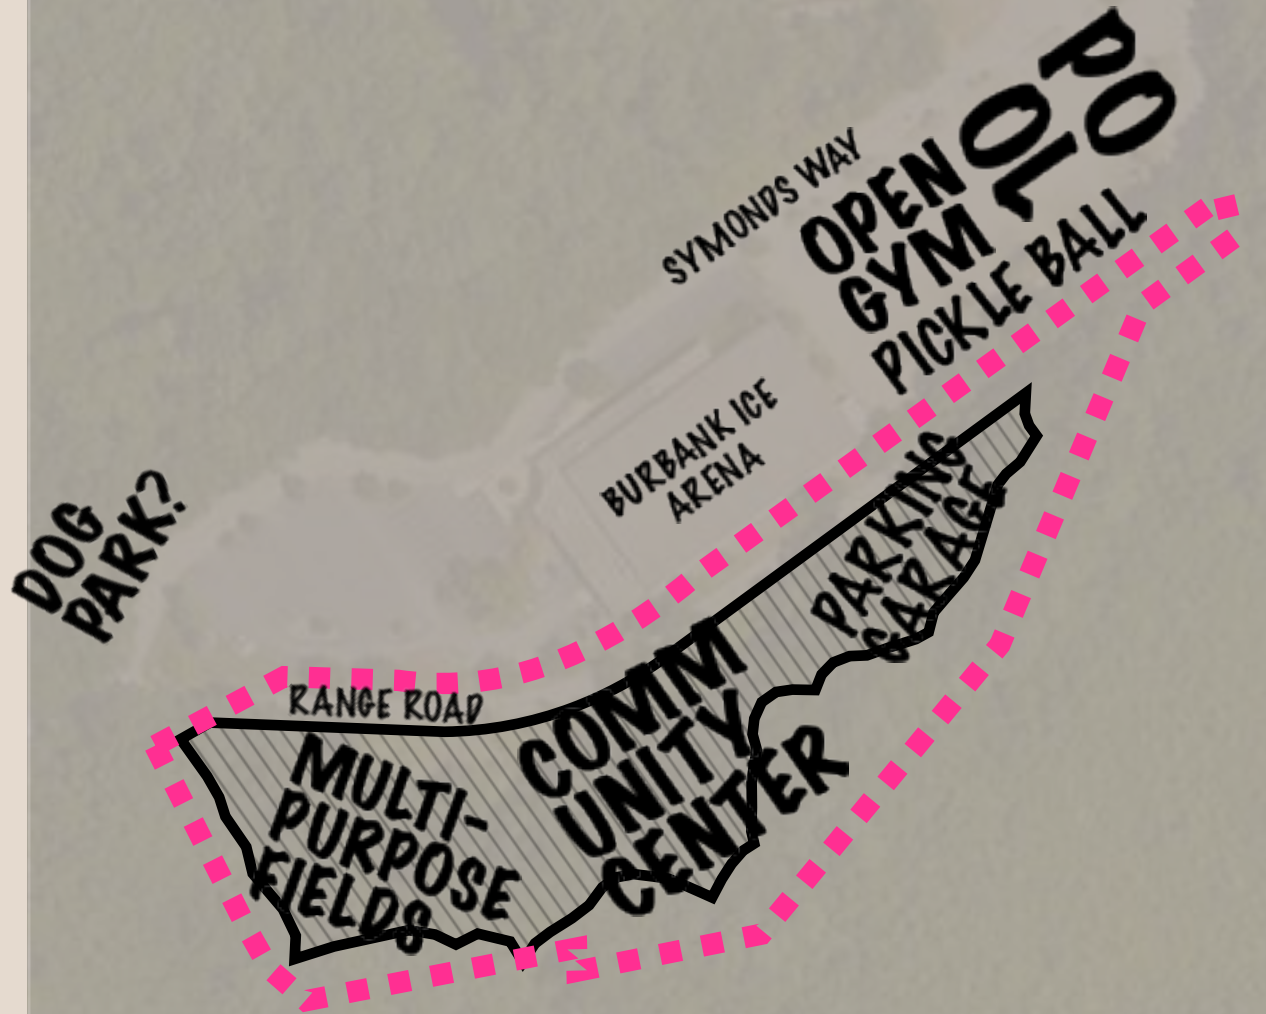 PO
OL
SYMONDS WAY
OPEN
GYM
PICKLE BALL
BURBANK ICE
ARENA
DOG
PARK?
PARKING
GARAGE
RANGE ROAD
COMM
UNITY
CENTER
MULTI-
PURPOSE
FIELDS